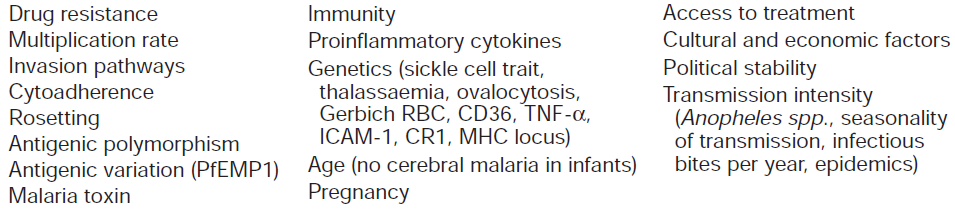 Drug resistance
Multiplication rate
Invasion pathways
Cytoadherence
Rosetting
Antigenic polymorphism
Antigenic variation (PfEMP1)
Malaria toxin
Immunity
Proinflammatory cytokines
Genetics (sickle cell trait,
thalassaemia, ovalocytosis,
Gerbich RBC, CD36, TNF-α,
ICAM-1, CR1, MHC locus)
Age (no cerebral malaria in infants)
Pregnancy
Access to treatment
Cultural and economic factors
Political stability
Transmission intensity
(Anopheles spp., seasonality
of transmission, infectious
bites per year, epidemics)